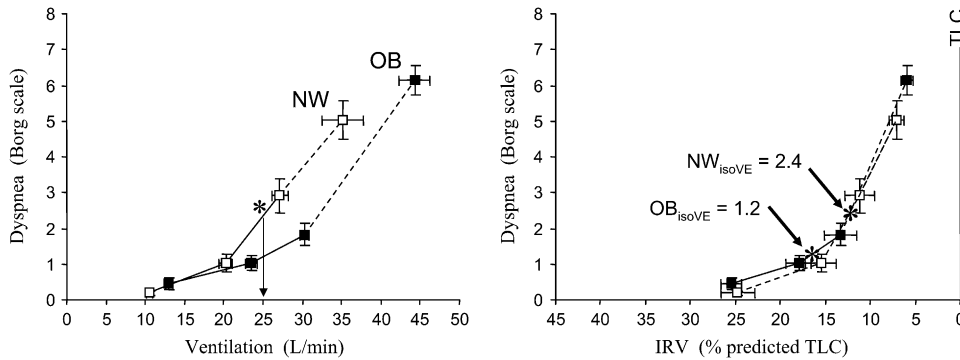 8
7
6
5
4
3
2
1
0
Dyspnea (Borg scale)
OB
NW
*
0 5 10 15 20 25 30 35 40 45 50
Ventilation (L/min)
8
7
6
5
4
3
2
1
0
Dyspnea (Borg scale)
TLC
NWisoVE = 2.4
OBisoVE = 1.2
*
*
45 40 35 30 25 20 15 10 5 0
IRV (% predicted TLC)